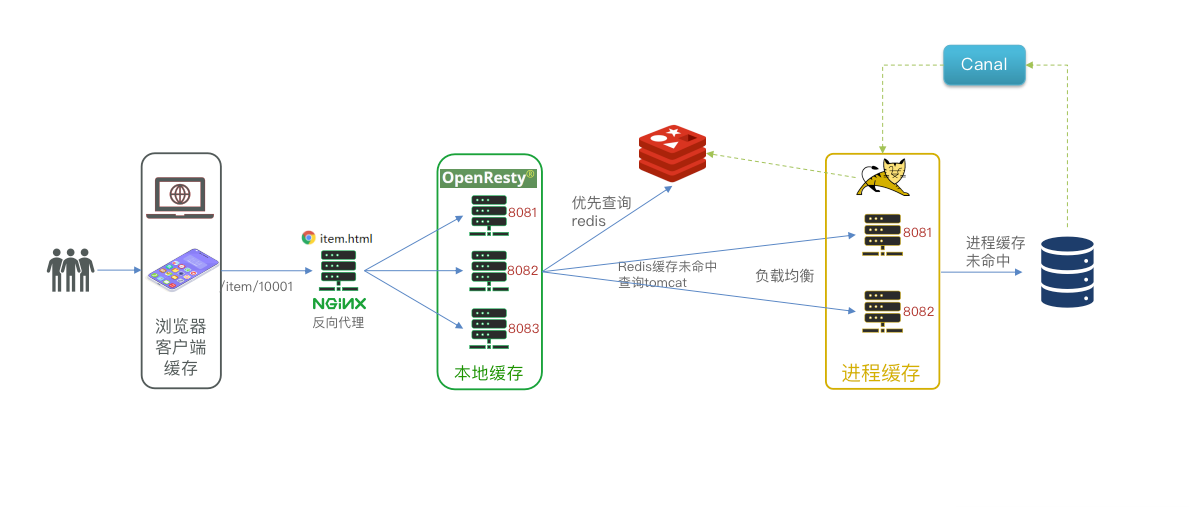 Canal
OpenResty®
8081
8082
8083
本地缓存
浏览器
客户端
缓存
/item/10001
item.html
NGINX
反向代理
优先查询
redis
Redis缓存未命中
查询tomcat
负载均衡
8081
8082
进程缓存
进程缓存
未命中